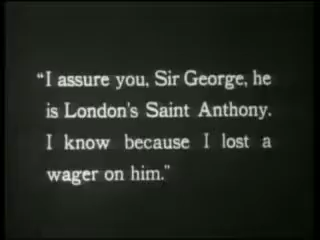 "I assure you, Sir George, he
is London's Saint Anthony.
I know because I lost a
wager on him."